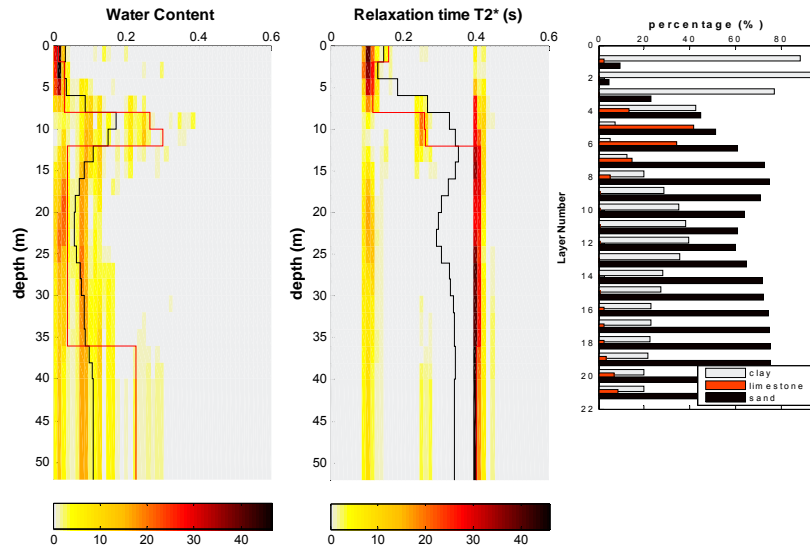 Water Content
0 0.2 0.4 0.6
0
5
10
15
20
25
30
35
40
45
50
depth (m)
0 10 20 30 40
Relaxation time T2* (s)
0 0.2 0.4 0.6
0
5
10
15
20
25
30
35
40
45
50
depth (m)
0 10 20 30 40
percentage (%)
0 20 40 60 80
0
2
4
6
8
10
12
14
16
18
20
22
Layer Number
clay
limestone
sand